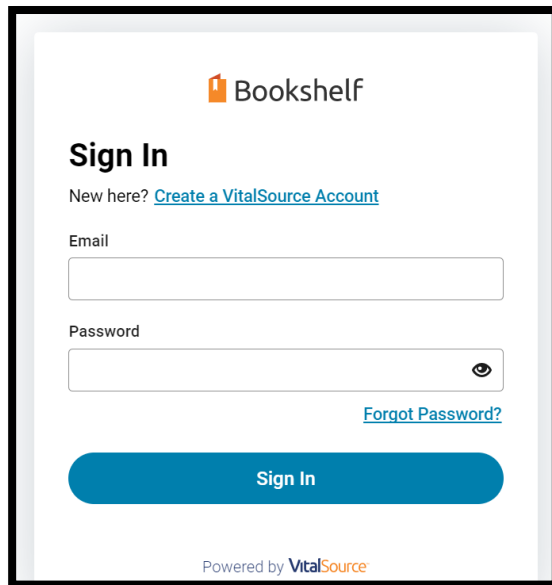 Bookshelf
Sign In
New here? Create a VitalSource Account
Email
Password
Forgot Password?
Sign In
Powered by VitalSource